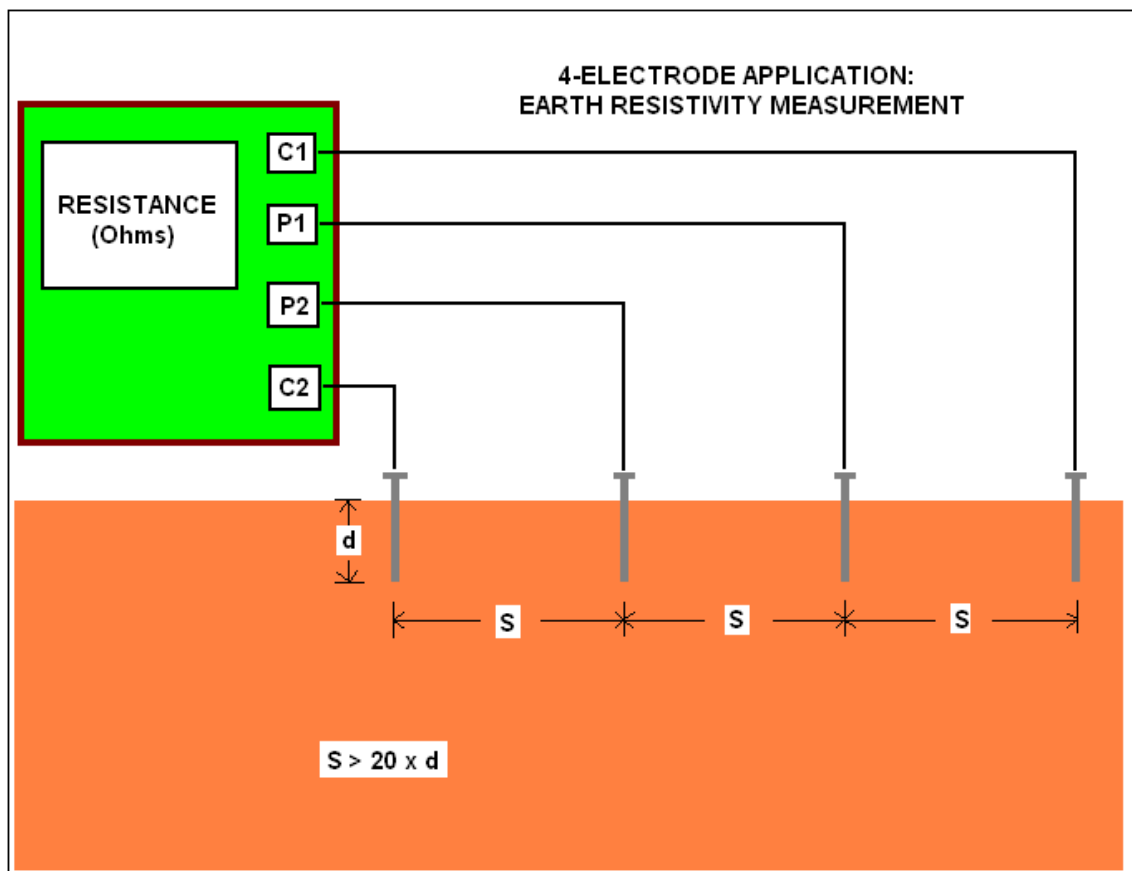 4-ELECTRODE APPLICATION:
EARTH RESISTIVITY MEASUREMENT
C1
RESISTANCE
(Ohms)
P1
P2
C2
d
S
S
S
S > 20 x d